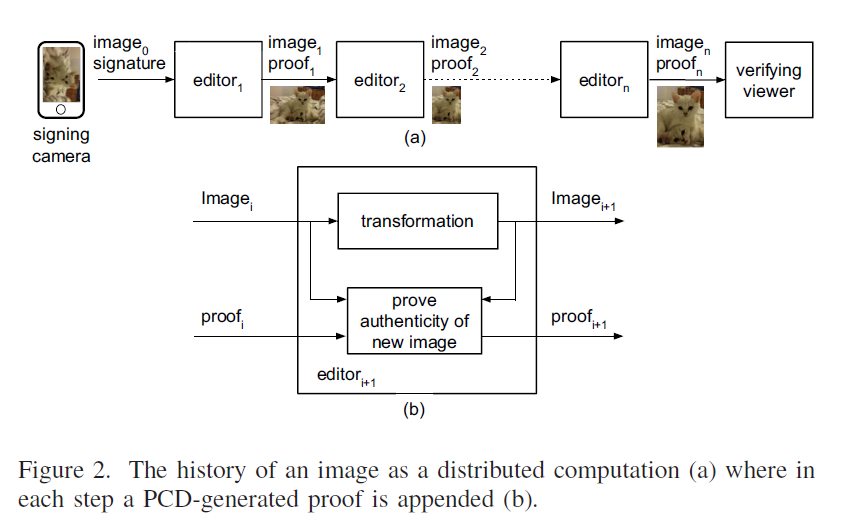 image0 image1 image2 imagen
signature proof1 proof2 proofn
editor1 editor2 editorn verifying
viewer
signing
camera
(a)
Imagei transformation Imagei+1
proofi prove proofi+1
authenticity of
new image
editori+1
(b)
Figure 2. The history of an image as a distributed computation (a) where in
each step a PCD-generated proof is appended (b).